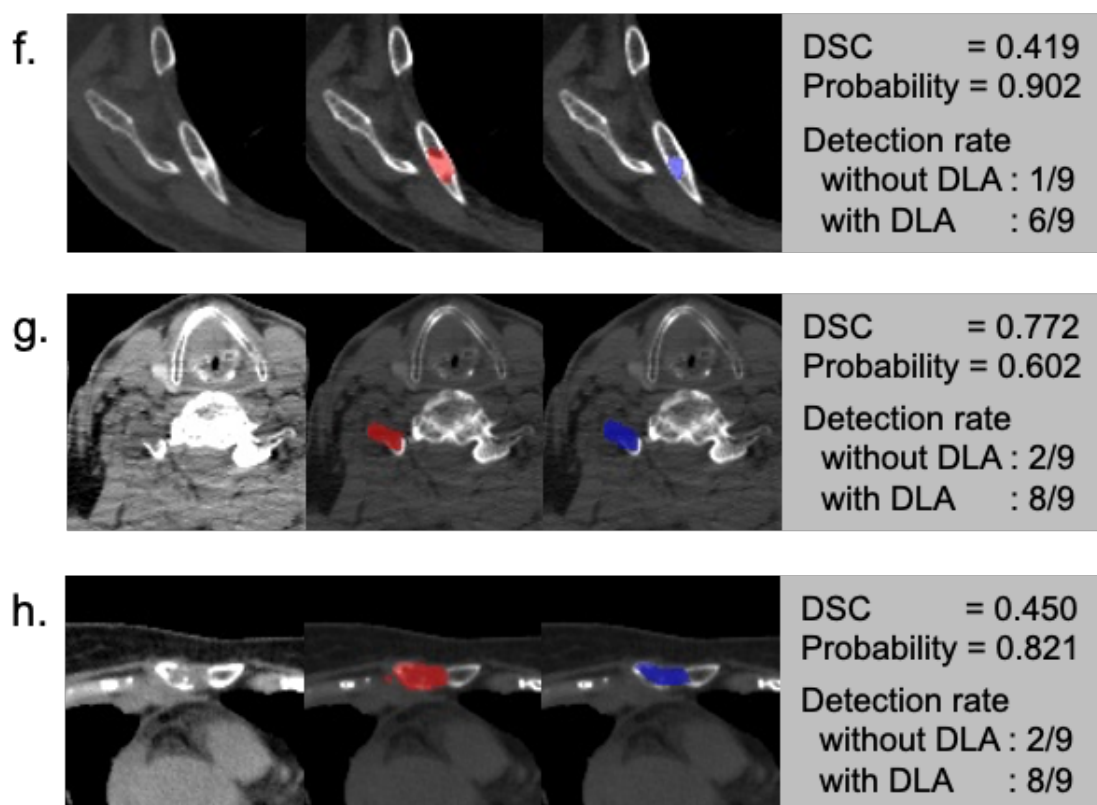 f.
DSC = 0.419
Probability = 0.902
Detection rate
without DLA : 1/9
with DLA : 6/9
g.
DSC = 0.772
Probability = 0.602
Detection rate
without DLA : 2/9
with DLA : 8/9
h.
DSC = 0.450
Probability = 0.821
Detection rate
without DLA : 2/9
with DLA : 8/9